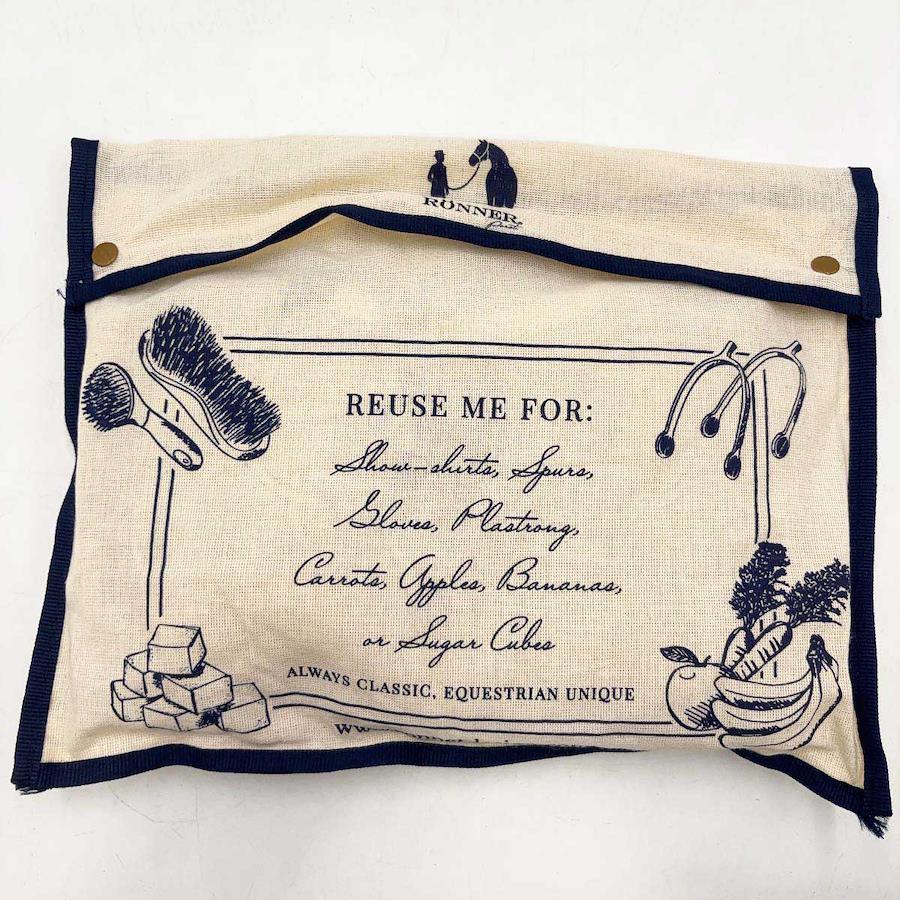 RÖNNER
REUSE ME FOR:
Show-shirts, Spurs,
Gloves, Plastrong,
Carrots, Apples, Bananas,
or Sugar Cubes
ALWAYS CLASSIC, EQUESTRIAN UNIQUE